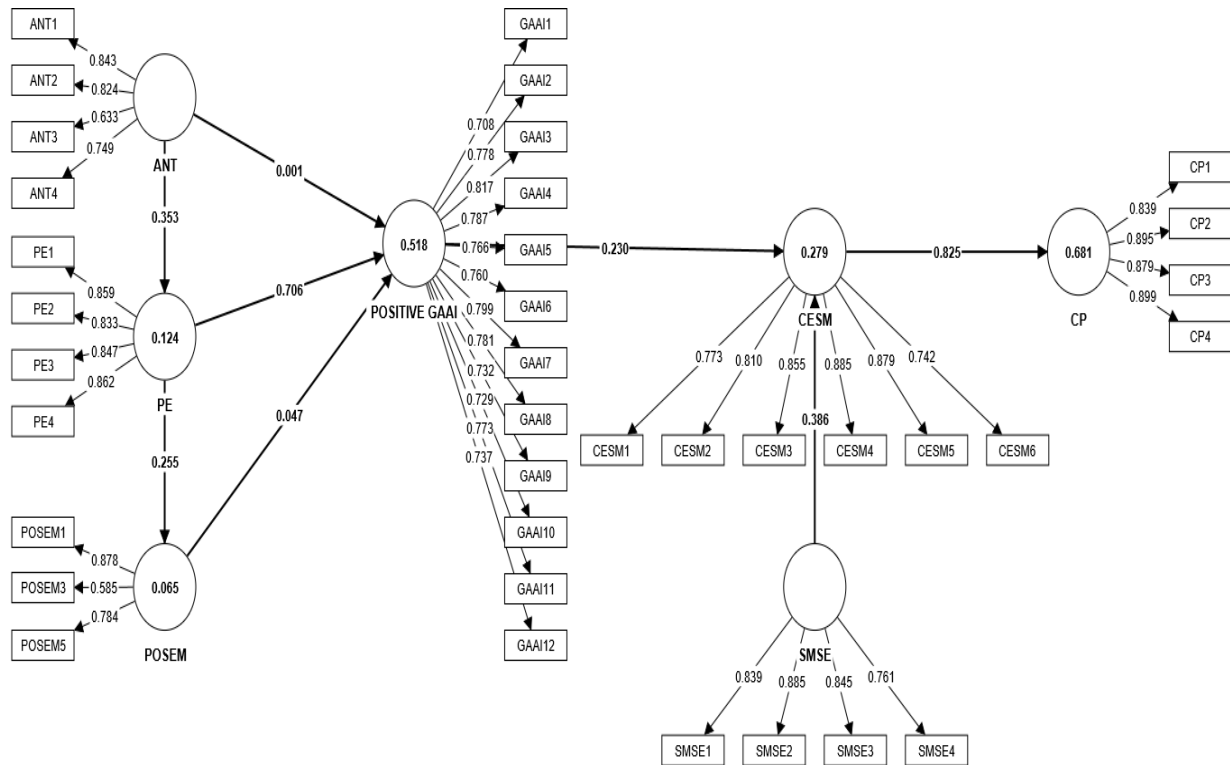 ANT1
ANT2
ANT3
ANT4
0.843
0.824
0.633
0.749
ANT
0.353
0.001
PE1
PE2
PE3
PE4
0.859
0.833
0.847
0.862
0.124
PE
0.706
0.255
POSEM1
POSEM3
POSEM5
0.878
0.585
0.784
0.065
POSEM
0.047
0.518
POSITIVE GAAI
0.708
0.778
0.817
0.787
0.766
0.760
0.799
0.781
0.732
0.729
0.773
0.737
GAAI1
GAAI2
GAAI3
GAAI4
GAAI5
GAAI6
GAAI7
GAAI8
GAAI9
GAAI10
GAAI11
GAAI12
0.230
0.279
CESM
0.773
0.810
0.855
0.885
0.879
0.742
CESM1
CESM2
CESM3
CESM4
CESM5
CESM6
0.386
SMSE
0.839
0.885
0.845
0.761
SMSE1
SMSE2
SMSE3
SMSE4
0.825
0.681
CP
0.839
0.895
0.879
0.899
CP1
CP2
CP3
CP4